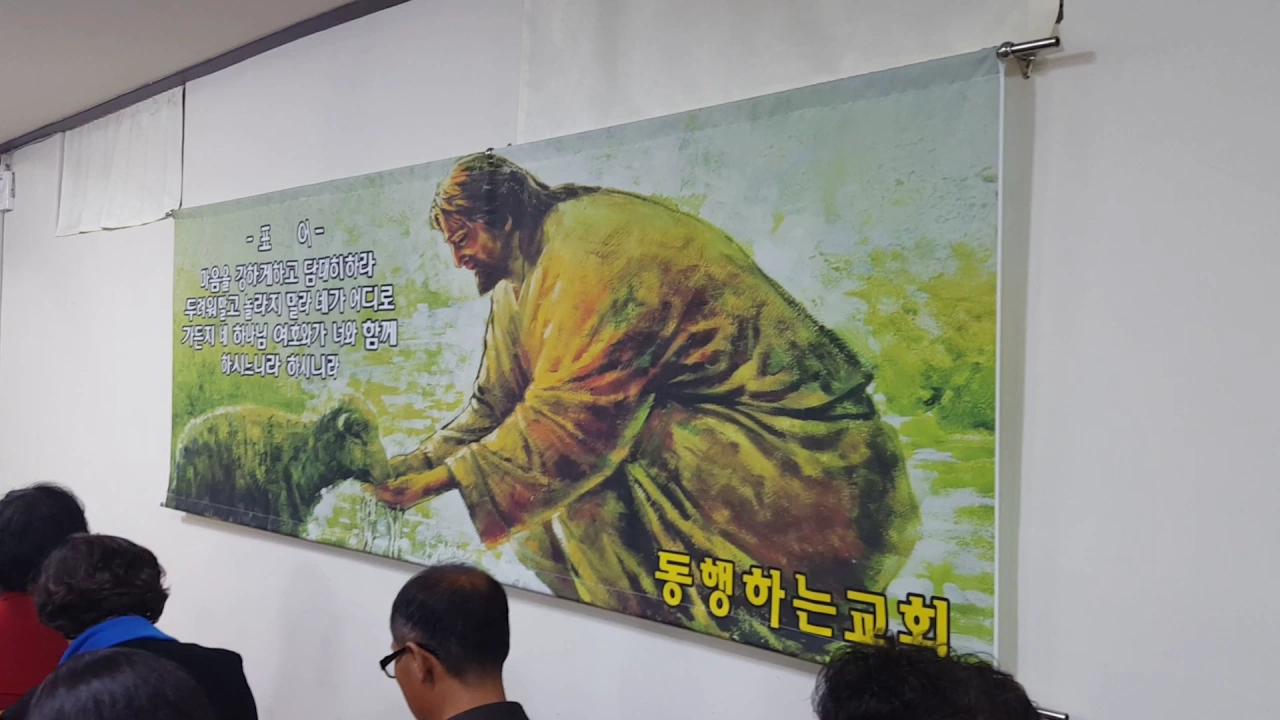 - 표 어 -
마음을 강하게하고 담대히하라
두려워말고 놀라지 말라 네가 어디로
가든지 네 하나님 여호와가 너와 함께
하시느니라 하시니라
동행하는교회